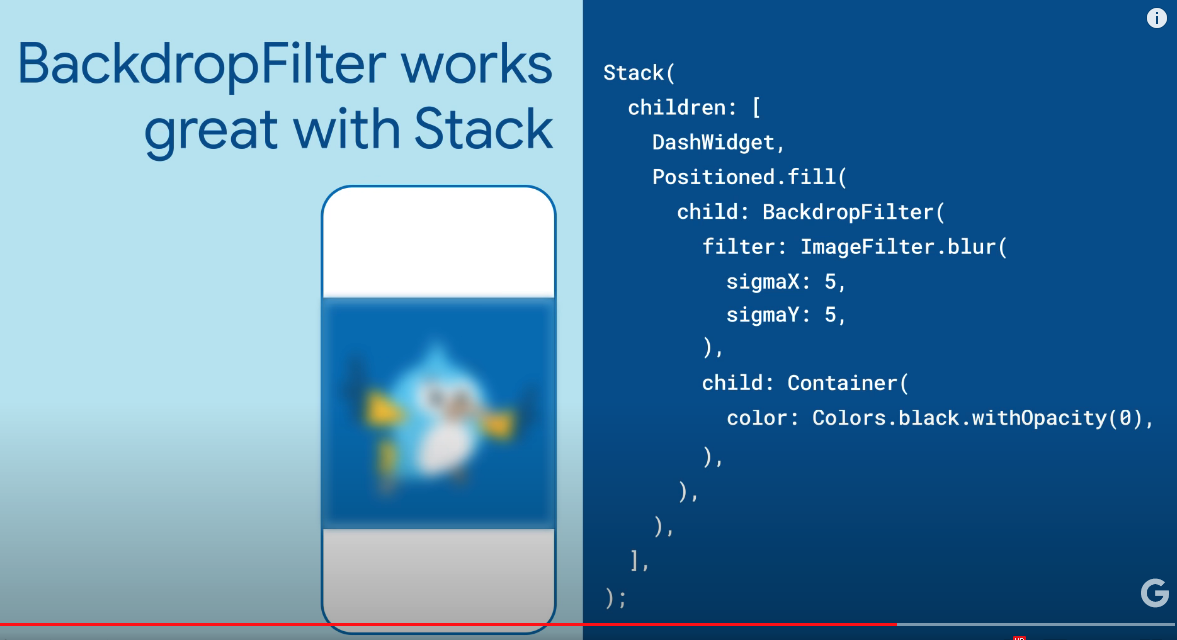 BackdropFilter works
great with Stack
Stack(
children: [
DashWidget,
Positioned.fill(
child: BackdropFilter(
filter: ImageFilter.blur(
sigmaX: 5,
sigmaY: 5,
),
child: Container(
color: Colors.black.withOpacity(0),
),
),
),
],
);
G
i
HD